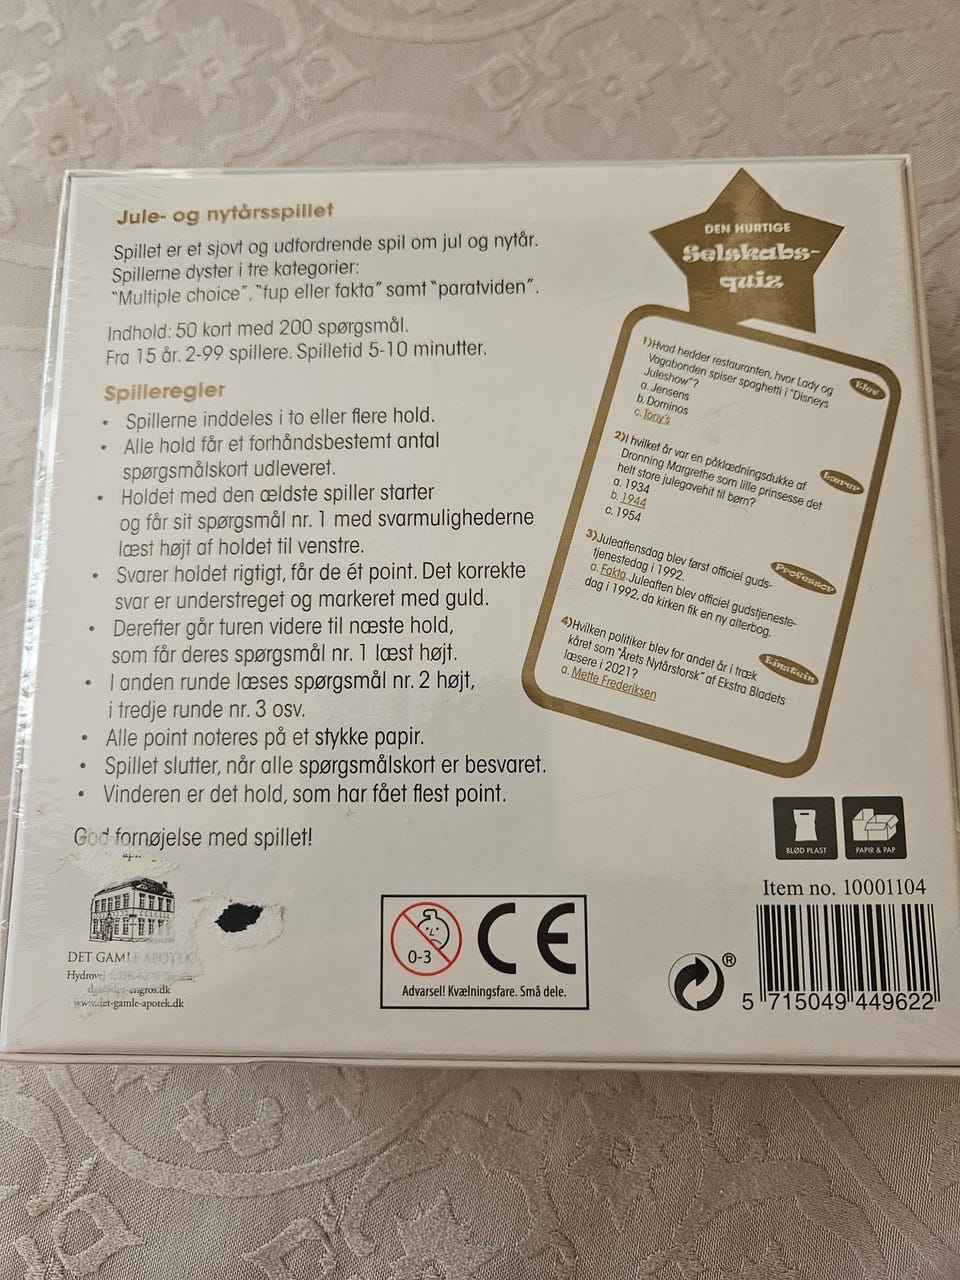 Jule- og nytårsspillet
Spillet er et sjovt og udfordrende spil om jul og nytår.
Spillerne dyster i tre kategorier:
"Multiple choice", "fup eller fakta" samt "paratviden".
Indhold: 50 kort med 200 spørgsmål.
Fra 15 år. 2-99 spillere. Spilletid 5-10 minutter.
Spilleregler
• Spillerne inddeles i to eller flere hold.
• Alle hold får et forhåndsbestemt antal
spørgsmålskort udleveret.
• Holdet med den ældste spiller starter
og får sit spørgsmål nr. 1 med svarmulighederne
læst højt af holdet til venstre.
• Svarer holdet rigtigt, får de ét point. Det korrekte
svar er understreget og markeret med guld.
• Derefter går turen videre til næste hold,
som får deres spørgsmål nr. 1 læst højt.
• I anden runde læses spørgsmål nr. 2 højt,
i tredje runde nr. 3 osv.
• Alle point noteres på et stykke papir.
• Spillet slutter, når alle spørgsmålskort er besvaret.
• Vinderen er det hold, som har fået flest point.
God fornøjelse med spillet!
DEN HURTIGE
Selskabs-
quiz
1) Hvad hedder restauranten, hvor Lady og
Vagabonden spiser spaghetti i "Disneys
Juleshow"?
Elev
a. Jensens
b. Dominos
c. Tony's
2) I hvilket år var en påklædningsdukke af
Dronning Margrethe som lille prinsesse det
helt store julegavehit til børn?
Lærer
a. 1934
b. 1944
c. 1954
3) Juleaftensdag blev først officiel guds-
tjenestedag i 1992.
Professor
a. Fakta. Juleaften blev officiel gudstjeneste-
dag i 1992, da kirken fik en ny alterbog.
4) Hvilken politiker blev for andet år i træk
kåret som "Årets Nytårstorsk" af Ekstra Bladets
læsere i 2021?
Einstein
a. Mette Frederiksen
BLØD PLAST
PAPIR & PAP
Item no. 10001104
5 715049 449622
®
0-3
CE
Advarsel! Kvælningsfare. Små dele.
DET GAMLE APOTEK
Hydrovej
www.det-gamle-apotek.dk